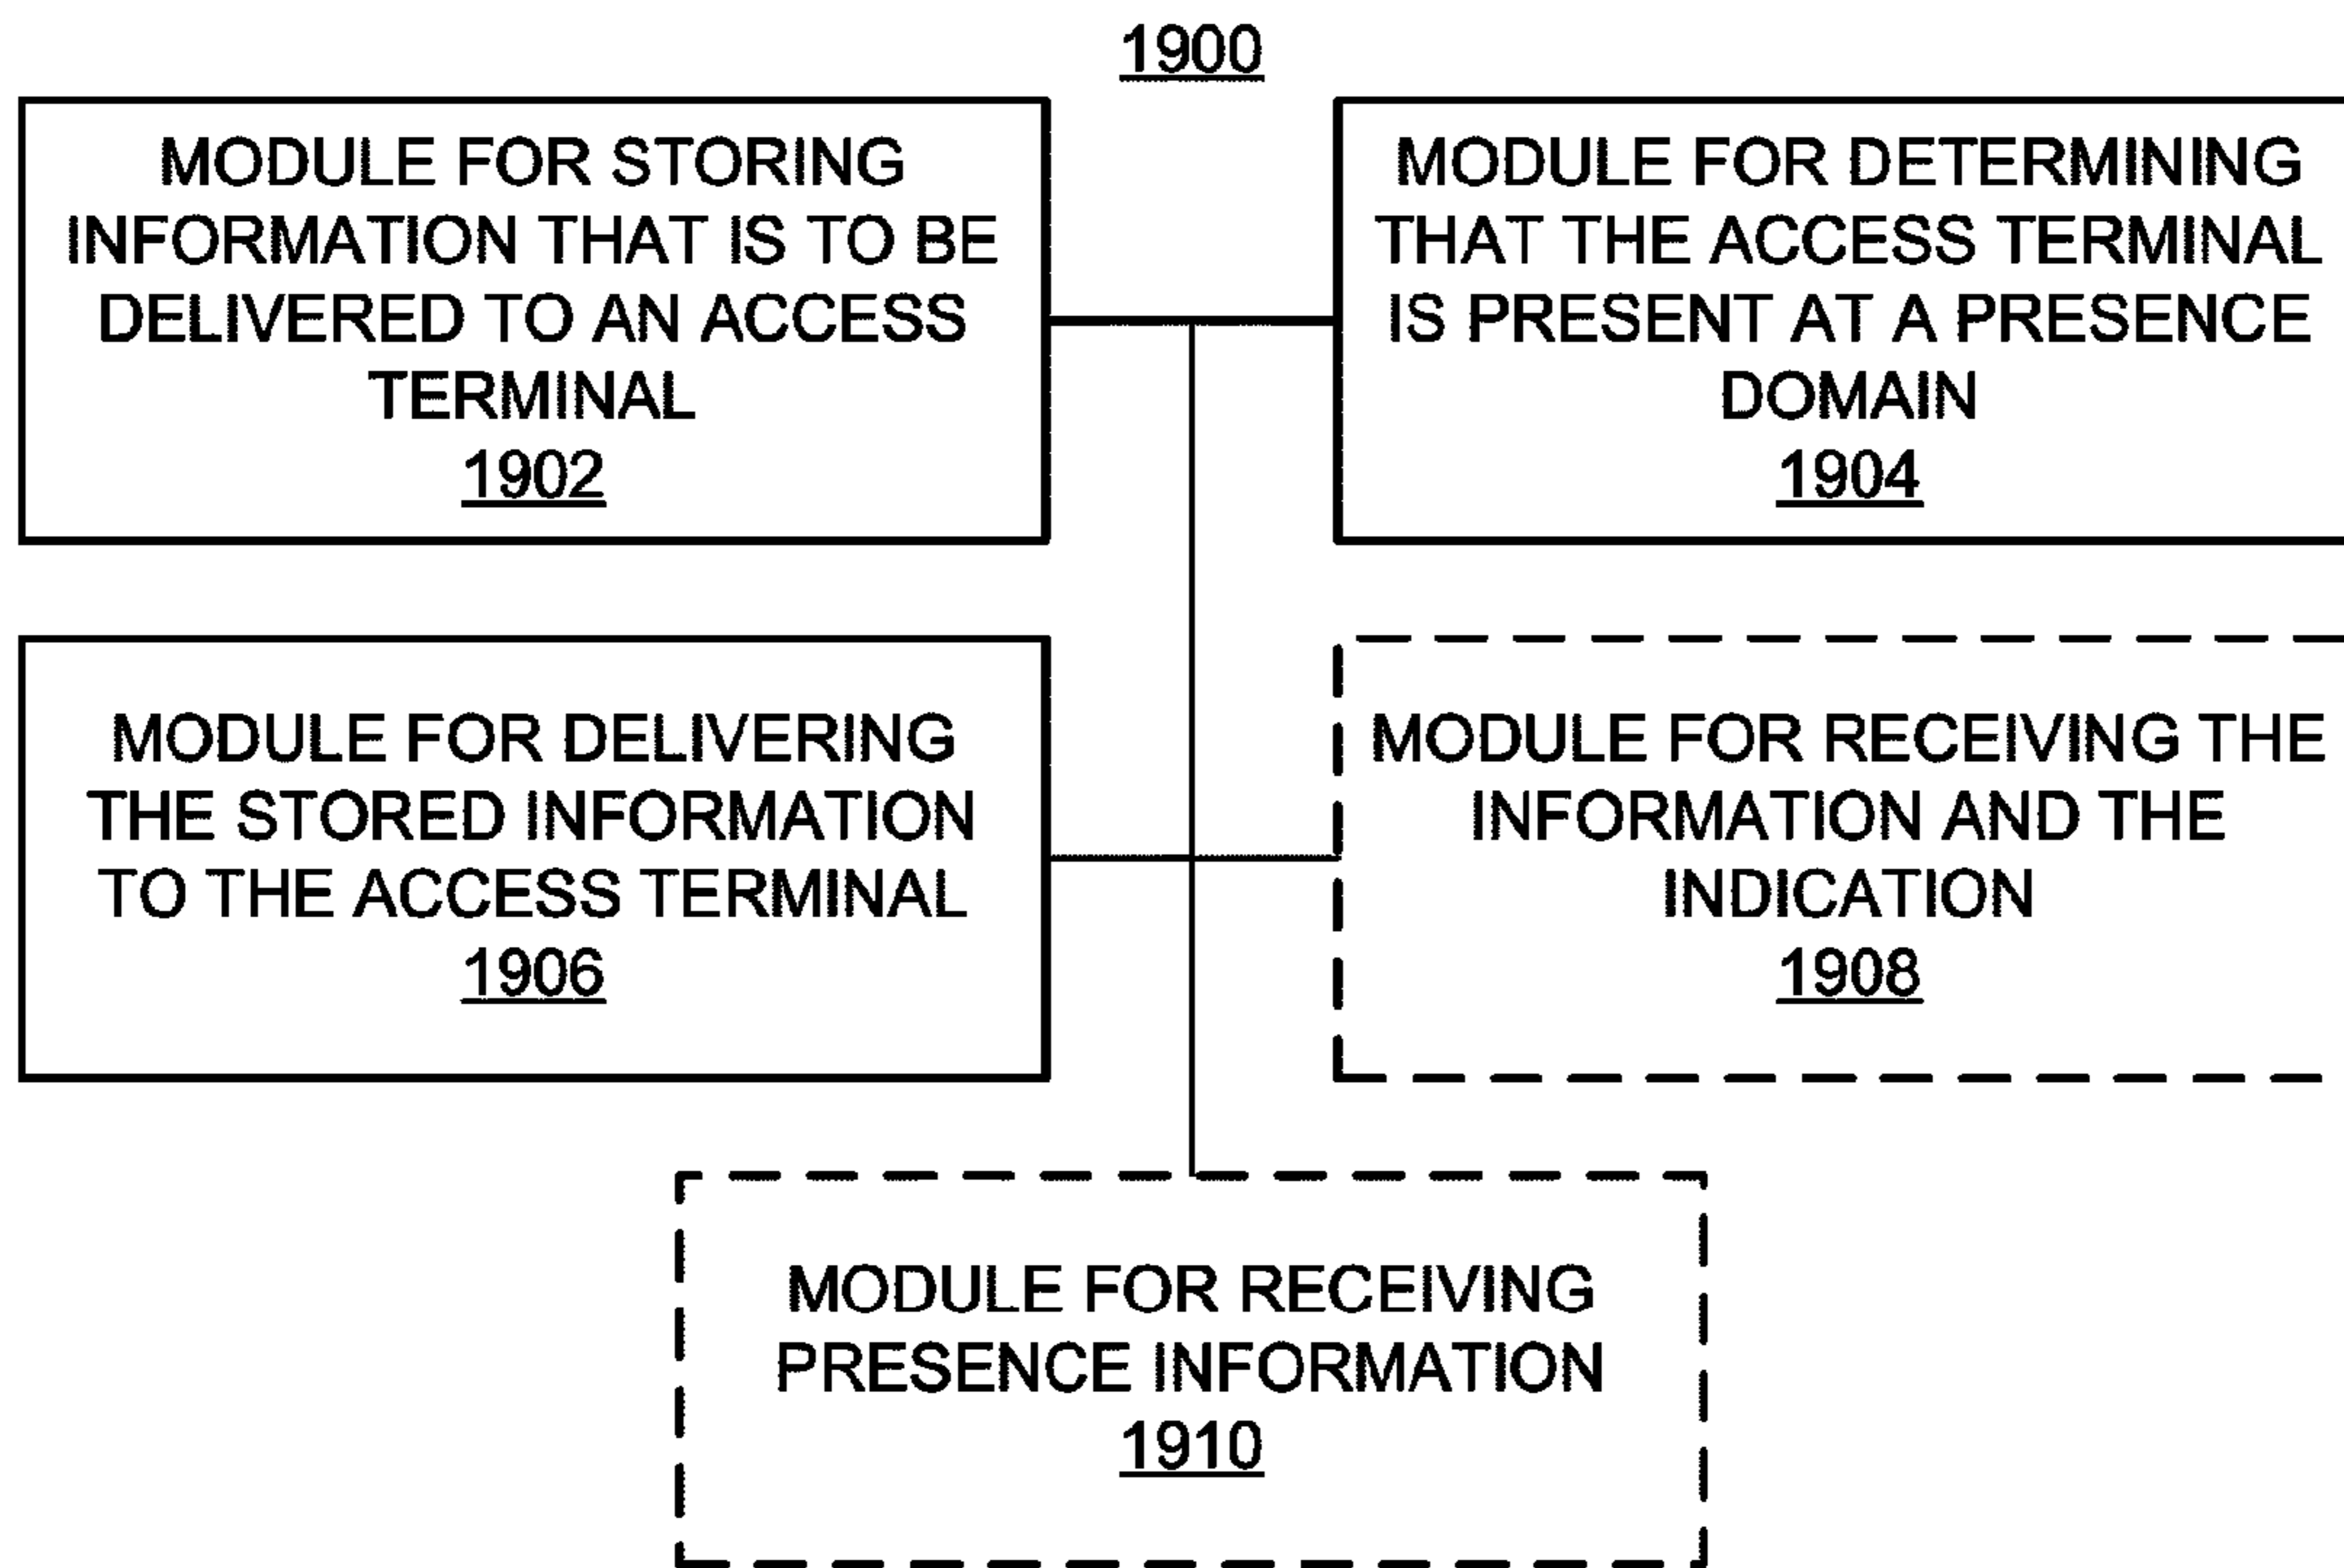 1900
MODULE FOR STORING
INFORMATION THAT IS TO BE
DELIVERED TO AN ACCESS
TERMINAL
1902
MODULE FOR DETERMINING
THAT THE ACCESS TERMINAL
IS PRESENT AT A PRESENCE
DOMAIN
1904
MODULE FOR DELIVERING
THE STORED INFORMATION
TO THE ACCESS TERMINAL
1906
MODULE FOR RECEIVING THE
INFORMATION AND THE
INDICATION
1908
MODULE FOR RECEIVING
PRESENCE INFORMATION
1910